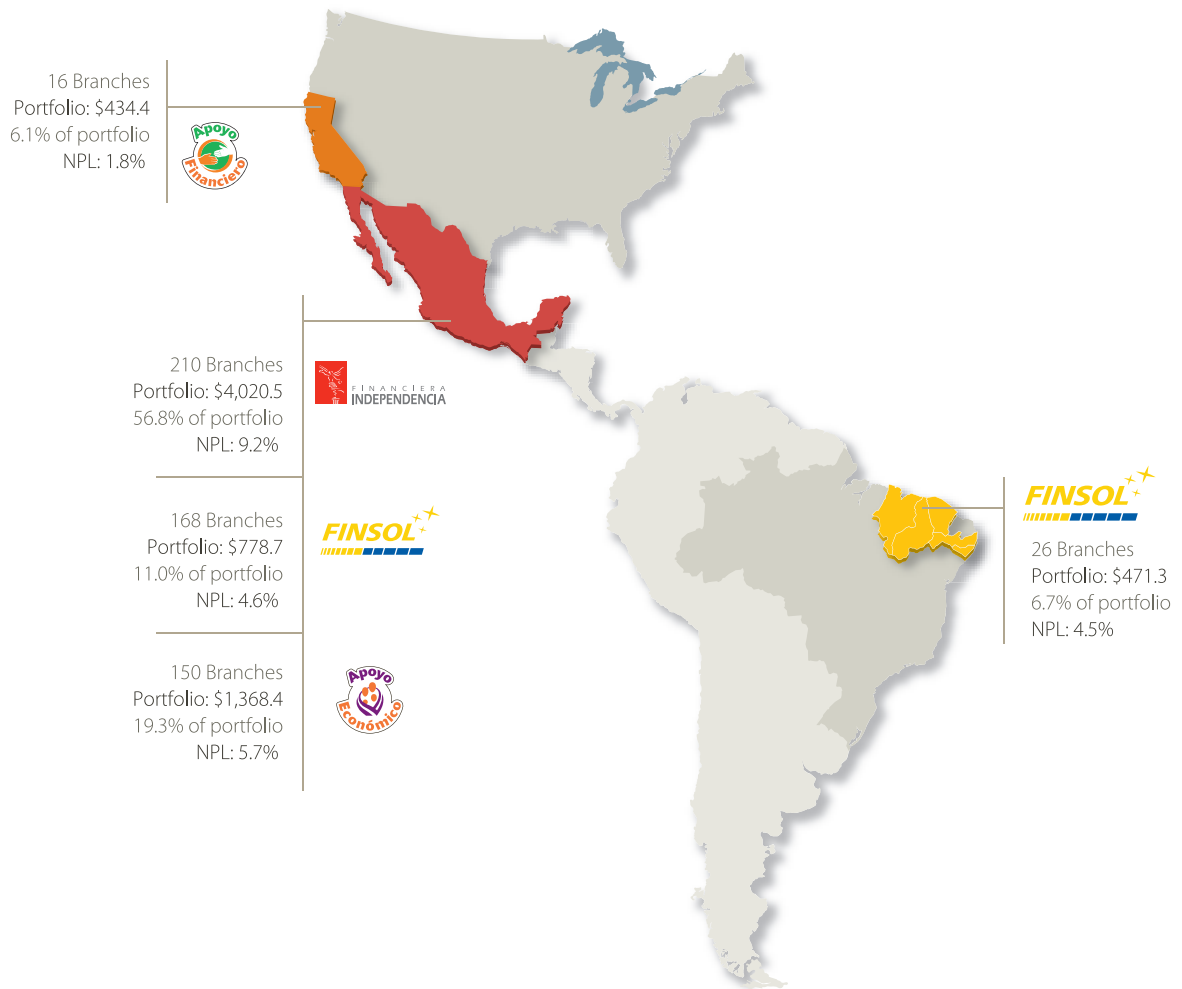 16 Branches
Portfolio: $434.4
6.1% of portfolio
NPL: 1.8%
Apoyo
Financiero
210 Branches
Portfolio: $4,020.5
56.8% of portfolio
NPL: 9.2%
FINANCIERA
INDEPENDENCIA
168 Branches
Portfolio: $778.7
11.0% of portfolio
NPL: 4.6%
FINSOL
150 Branches
Portfolio: $1,368.4
19.3% of portfolio
NPL: 5.7%
Apoyo
Económico
FINSOL
26 Branches
Portfolio: $471.3
6.7% of portfolio
NPL: 4.5%